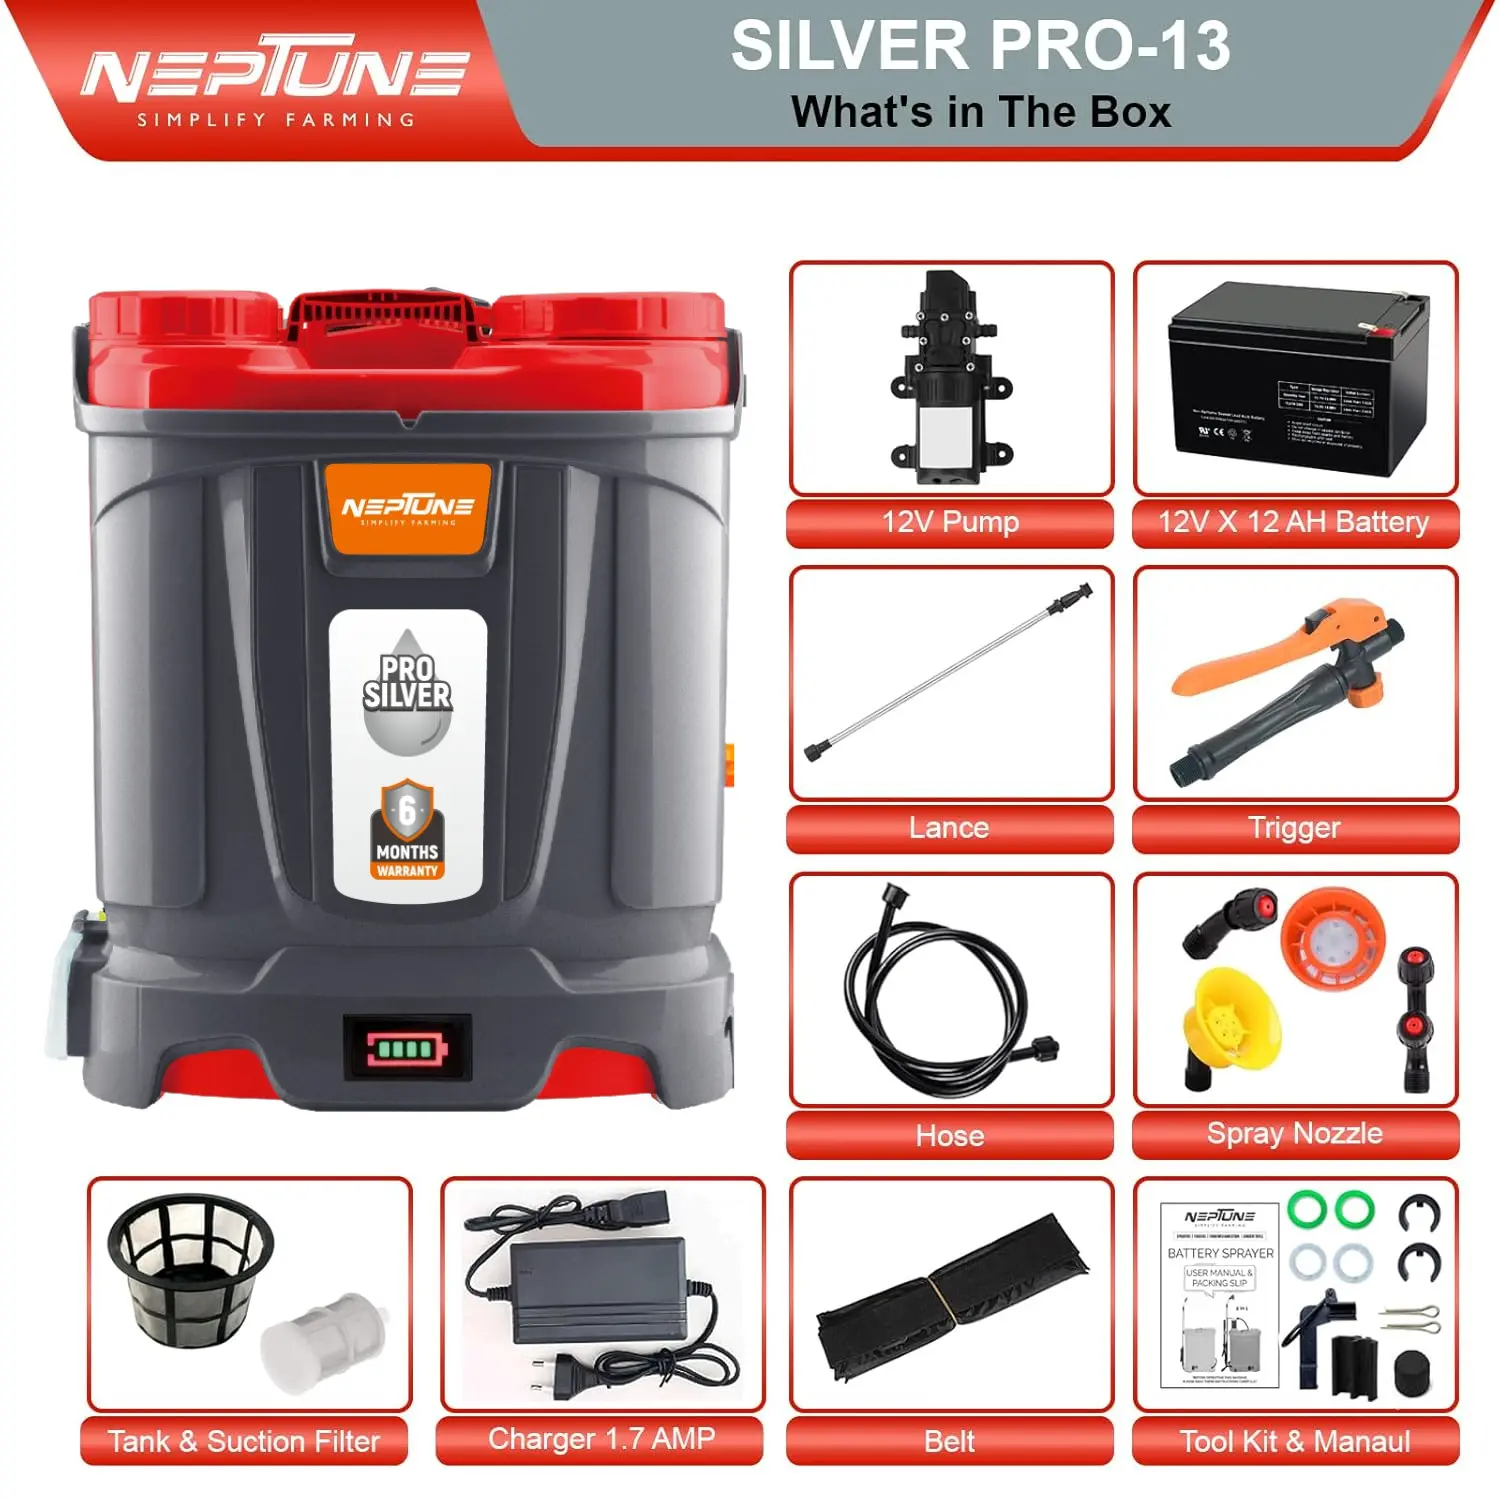 NEPTUNE
SIMPLIFY FARMING
SILVER PRO-13
What's in The Box
NEPTUNE
SIMPLIFY FARMING
PRO
SILVER
6
MONTHS
WARRANTY
12V Pump
12V X 12 AH Battery
Lance
Trigger
Hose
Spray Nozzle
NEPTUNE
SIMPLIFY FARMING
BATTERY SPRAYER
USER MANUAL &
PACKING SLIP
Tank & Suction Filter
Charger 1.7 AMP
Belt
Tool Kit & Manaul